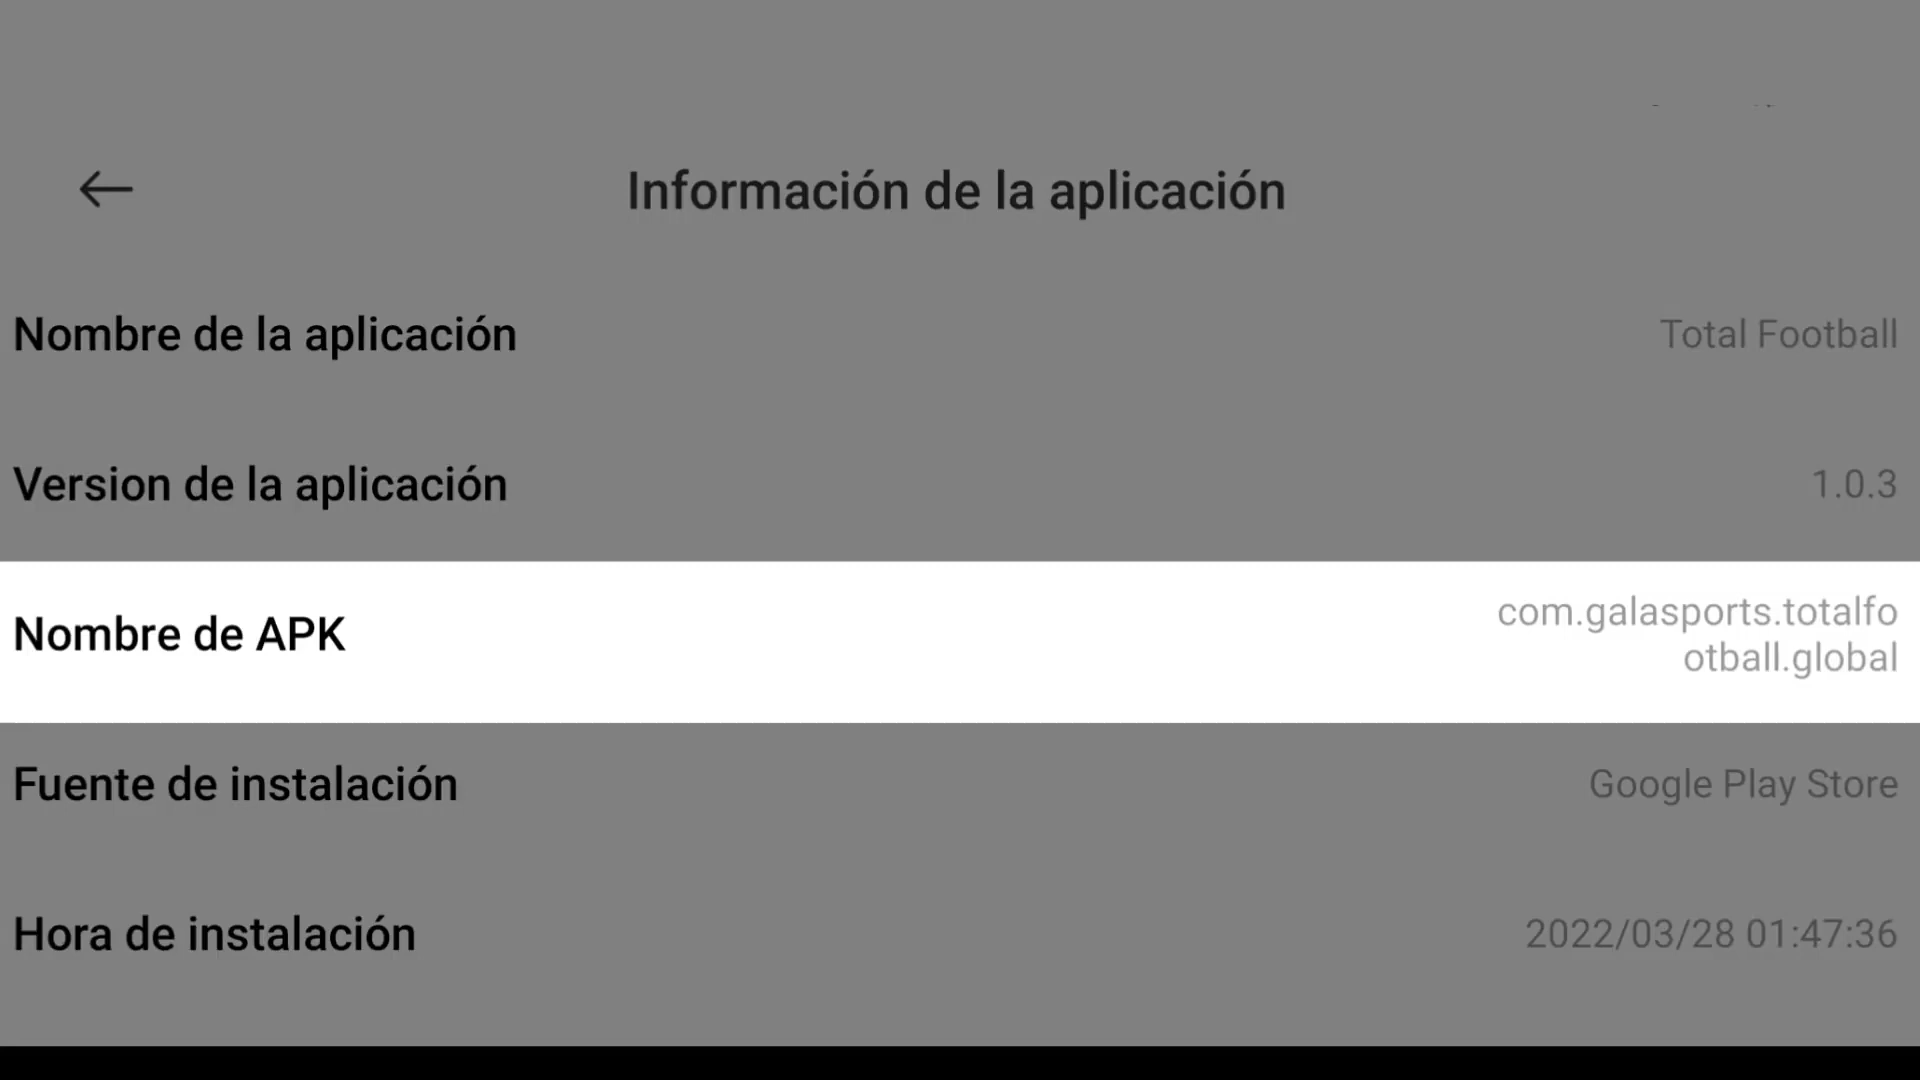 Información de la aplicación
Nombre de la aplicación Total Football
Version de la aplicación 1.0.3
Nombre de APK com.galasports.totalfo
otball.global
Fuente de instalación Google Play Store
Hora de instalación 2022/03/28 01:47:36